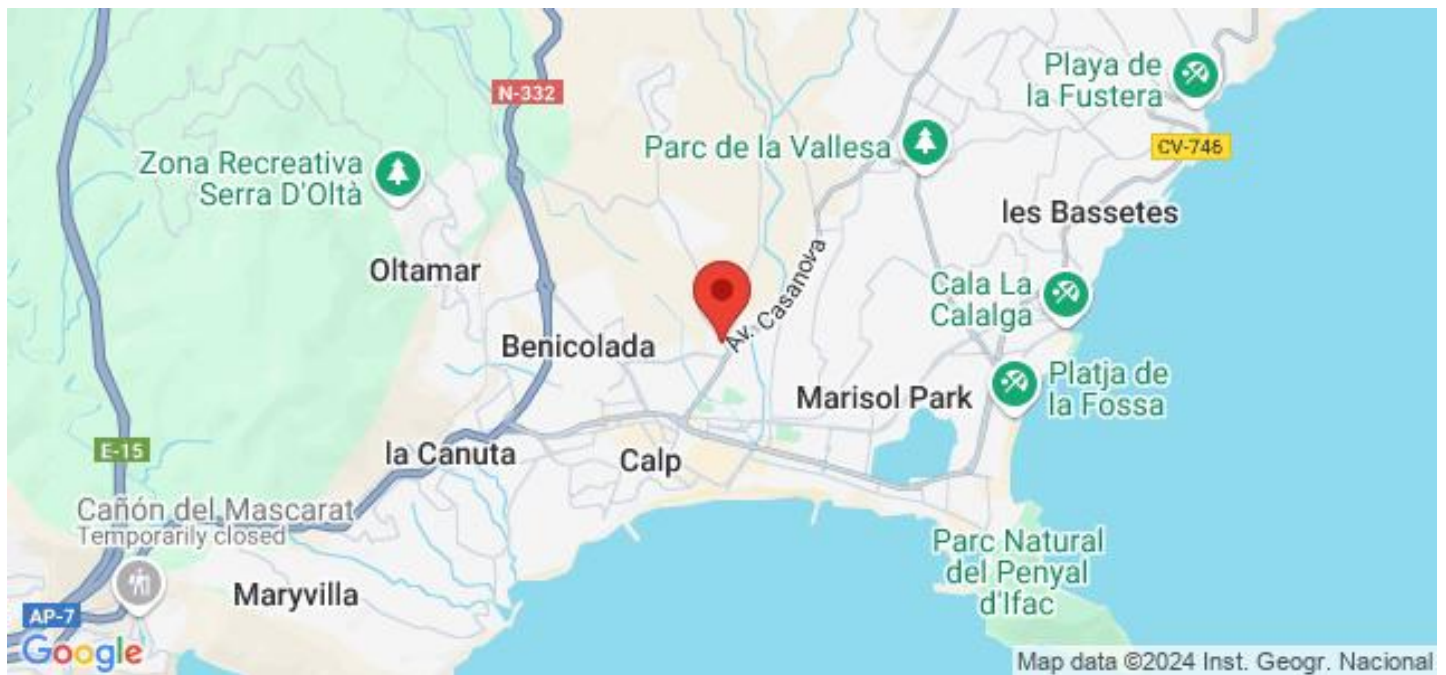 Playa de
la Fustera
N-332
Parc de la Vallesa
CV-746
Zona Recreativa
Serra D'Oltà
les Bassetes
Oltamar
Av. Casanova
Cala La
Calalga
Benicolada
Marisol Park
Platja de
la Fossa
E-15
la Canuta
Calp
Cañón del Mascarat
Temporarily closed
Parc Natural
del Penyal
d'Ifac
Maryvilla
AP-7
Google
Map data ©2024 Inst. Geogr. Nacional